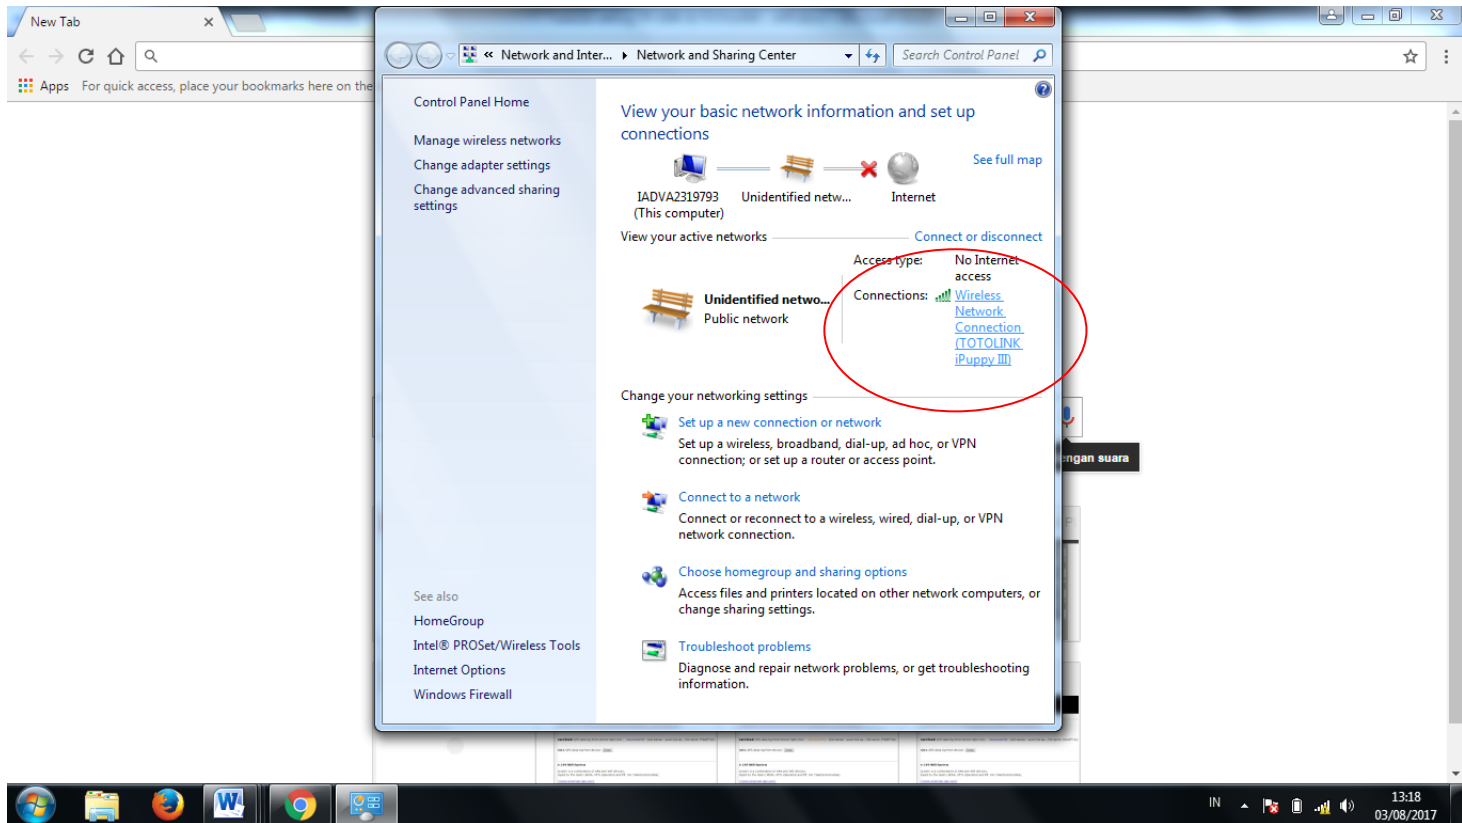 New Tab
Apps For quick access, place your bookmarks here on the
« Network and Inter... Network and Sharing Center
Search Control Panel
Control Panel Home
Manage wireless networks
Change adapter settings
Change advanced sharing
settings
View your basic network information and set up
connections
See full map
IADVA2319793
(This computer)
Unidentified netw...
Internet
View your active networks
Connect or disconnect
Unidentified netwo...
Public network
Access type: No Internet
access
Connections: Wireless
Network
Connection
(TOTOLINK
iPuppy III)
Change your networking settings
Set up a new connection or network
Set up a wireless, broadband, dial-up, ad hoc, or VPN
connection; or set up a router or access point.
engan suara
Connect to a network
Connect or reconnect to a wireless, wired, dial-up, or VPN
network connection.
Choose homegroup and sharing options
Access files and printers located on other network computers, or
change sharing settings.
Troubleshoot problems
Diagnose and repair network problems, or get troubleshooting
information.
See also
HomeGroup
Intel® PROSet/Wireless Tools
Internet Options
Windows Firewall
IN
13:18
03/08/2017